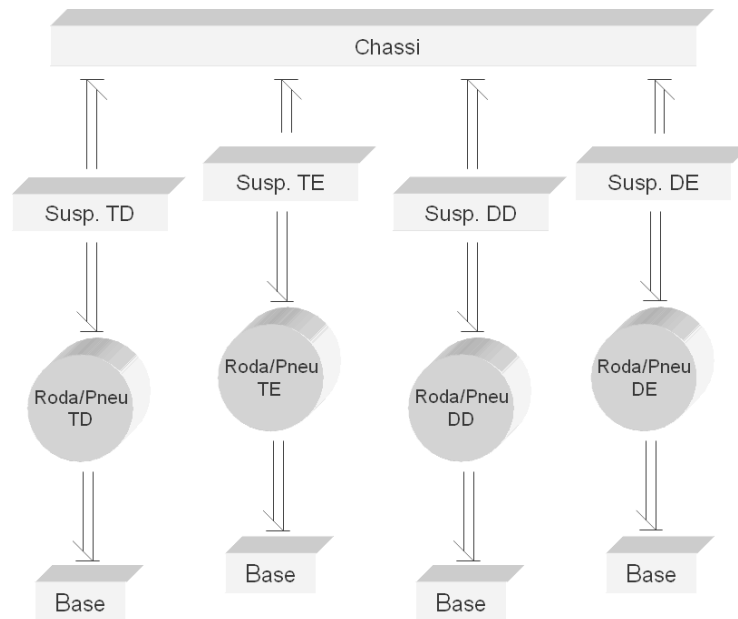 Chassi
Susp. TD
Susp. TE
Susp. DD
Susp. DE
Roda/Pneu
TD
Roda/Pneu
TE
Roda/Pneu
DD
Roda/Pneu
DE
Base
Base
Base
Base